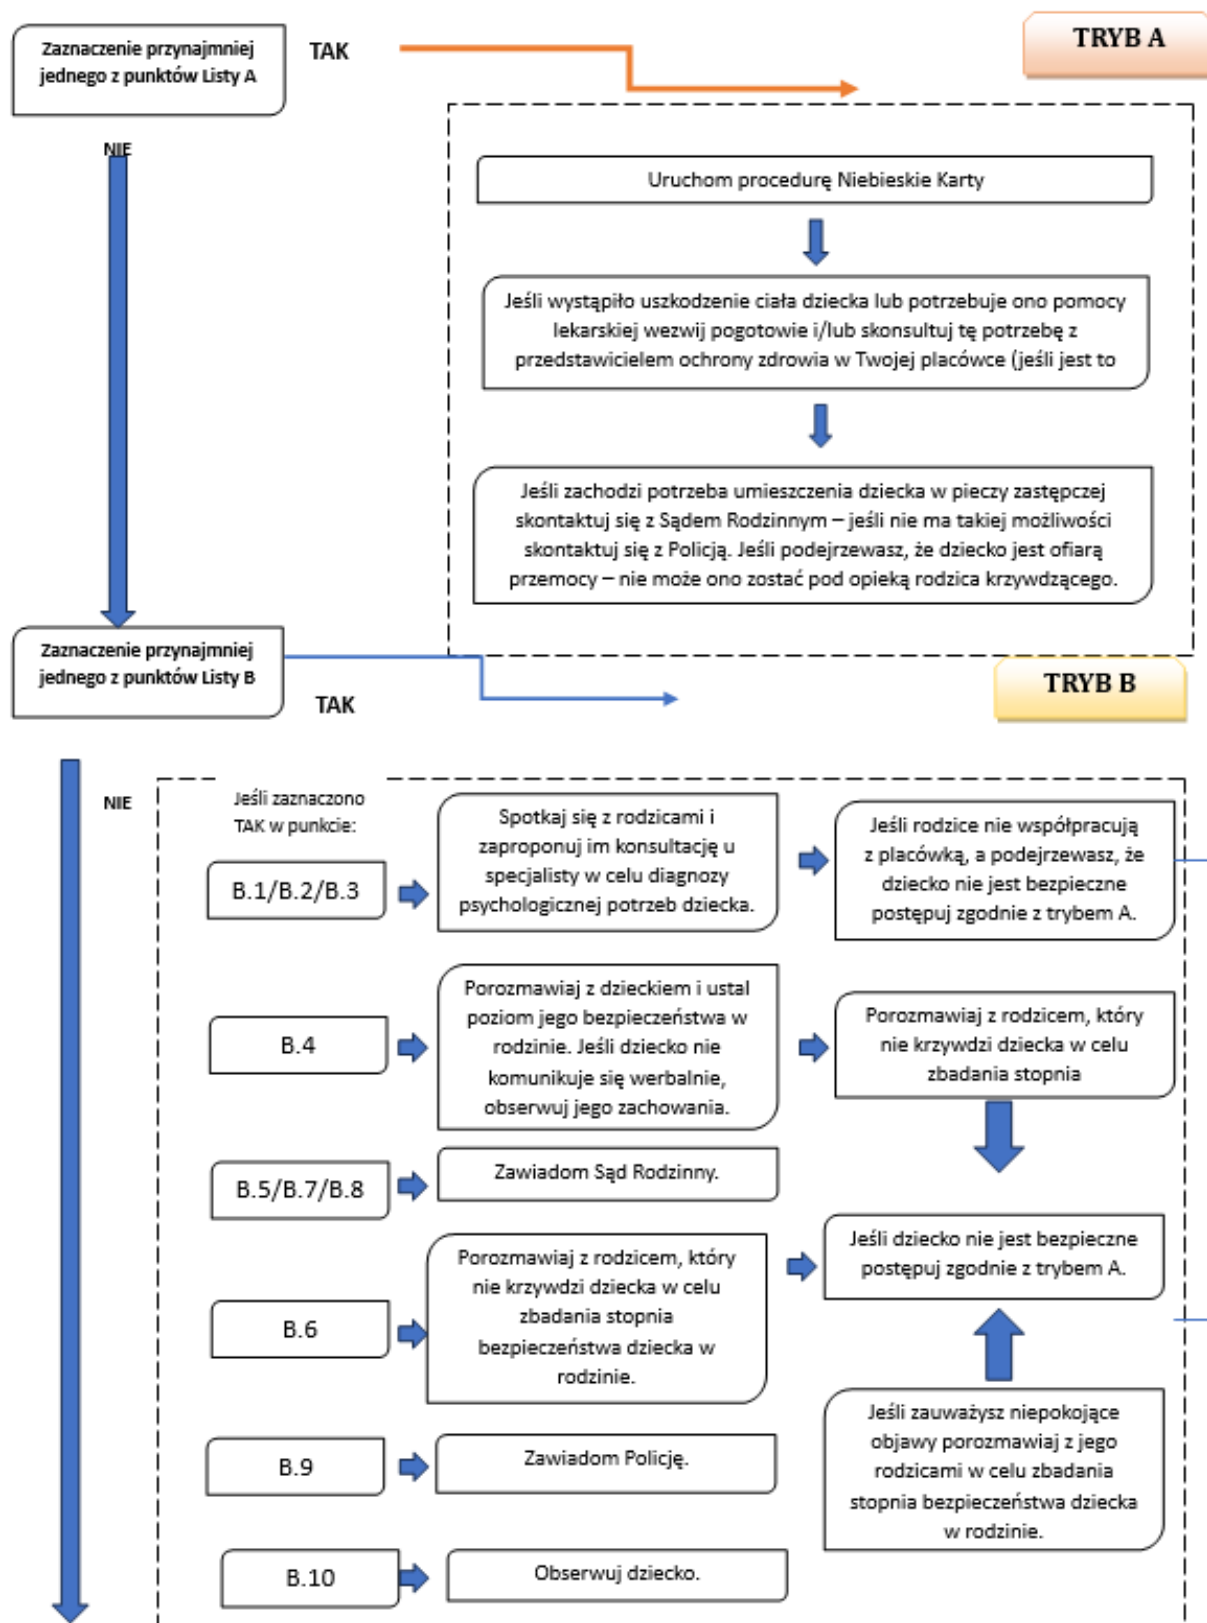 Zaznaczenie przynajmniej
jednego z punktów Listy A
TAK
TRYB A
NIE
Uruchom procedurę Niebieskie Karty
Jeśli wystąpiło uszkodzenie ciała dziecka lub potrzebuje ono pomocy
lekarskiej wezwij pogotowie i/lub skonsultuj tę potrzebę z
przedstawicielem ochrony zdrowia w Twojej placówce (jeśli jest to
Jeśli zachodzi potrzeba umieszczenia dziecka w pieczy zastępczej
skontaktuj się z Sądem Rodzinnym – jeśli nie ma takiej możliwości
skontaktuj się z Policją. Jeśli podejrzewasz, że dziecko jest ofiarą
przemocy – nie może ono zostać pod opieką rodzica krzywdzącego.
Zaznaczenie przynajmniej
jednego z punktów Listy B
TAK
TRYB B
NIE
Jeśli zaznaczono
TAK w punkcie:
B.1/B.2/B.3
Spotkaj się z rodzicami i
zaproponuj im konsultację u
specjalisty w celu diagnozy
psychologicznej potrzeb dziecka.
Jeśli rodzice nie współpracują
z placówką, a podejrzewasz, że
dziecko nie jest bezpieczne
postępuj zgodnie z trybem A.
B.4
Porozmawiaj z dzieckiem i ustal
poziom jego bezpieczeństwa w
rodzinie. Jeśli dziecko nie
komunikuje się werbalnie,
obserwuj jego zachowania.
Porozmawiaj z rodzicem, który
nie krzywdzi dziecka w celu
zbadania stopnia
B.5/B.7/B.8
Zawiadom Sąd Rodzinny.
B.6
Porozmawiaj z rodzicem, który
nie krzywdzi dziecka w celu
zbadania stopnia
bezpieczeństwa dziecka w
rodzinie.
Jeśli dziecko nie jest bezpieczne
postępuj zgodnie z trybem A.
B.9
Zawiadom Policję.
Jeśli zauważysz niepokojące
objawy porozmawiaj z jego
rodzicami w celu zbadania
stopnia bezpieczeństwa dziecka
w rodzinie.
B.10
Obserwuj dziecko.